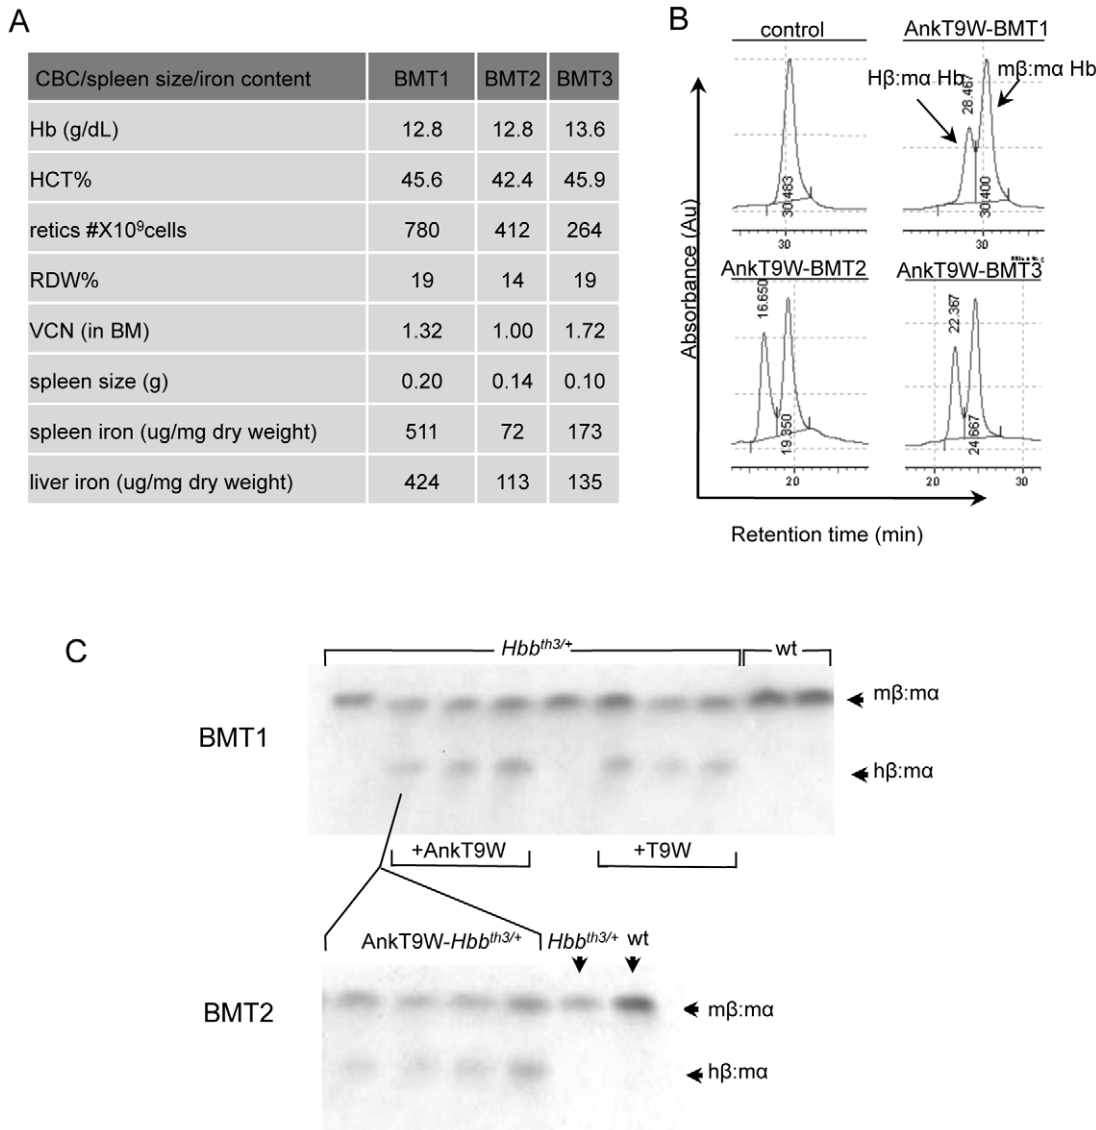 A
CBC/spleen size/iron content BMT1 BMT2 BMT3
Hb (g/dL) 12.8 12.8 13.6
HCT% 45.6 42.4 45.9
retics #X10⁹cells 780 412 264
RDW% 19 14 19
VCN (in BM) 1.32 1.00 1.72
spleen size (g) 0.20 0.14 0.10
spleen iron (ug/mg dry weight) 511 72 173
liver iron (ug/mg dry weight) 424 113 135
B
control AnkT9W-BMT1
Hβ:mα Hb mβ:mα Hb
28.467
30.483 30.400
30 30
AnkT9W-BMT2 AnkT9W-BMT3
16.650 22.367
19.350 24.667
20 20 30
Absorbance (Au)
Retention time (min)
C
Hbbth3/+ wt
BMT1
mβ:mα
hβ:mα
+AnkT9W +T9W
AnkT9W-Hbbth3/+ Hbbth3/+ wt
BMT2
mβ:mα
hβ:mα